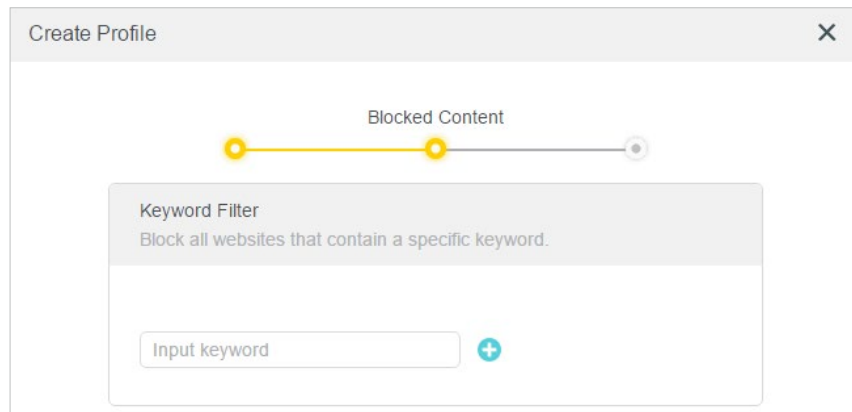 Create Profile
Blocked Content
Keyword Filter
Block all websites that contain a specific keyword.
Input keyword